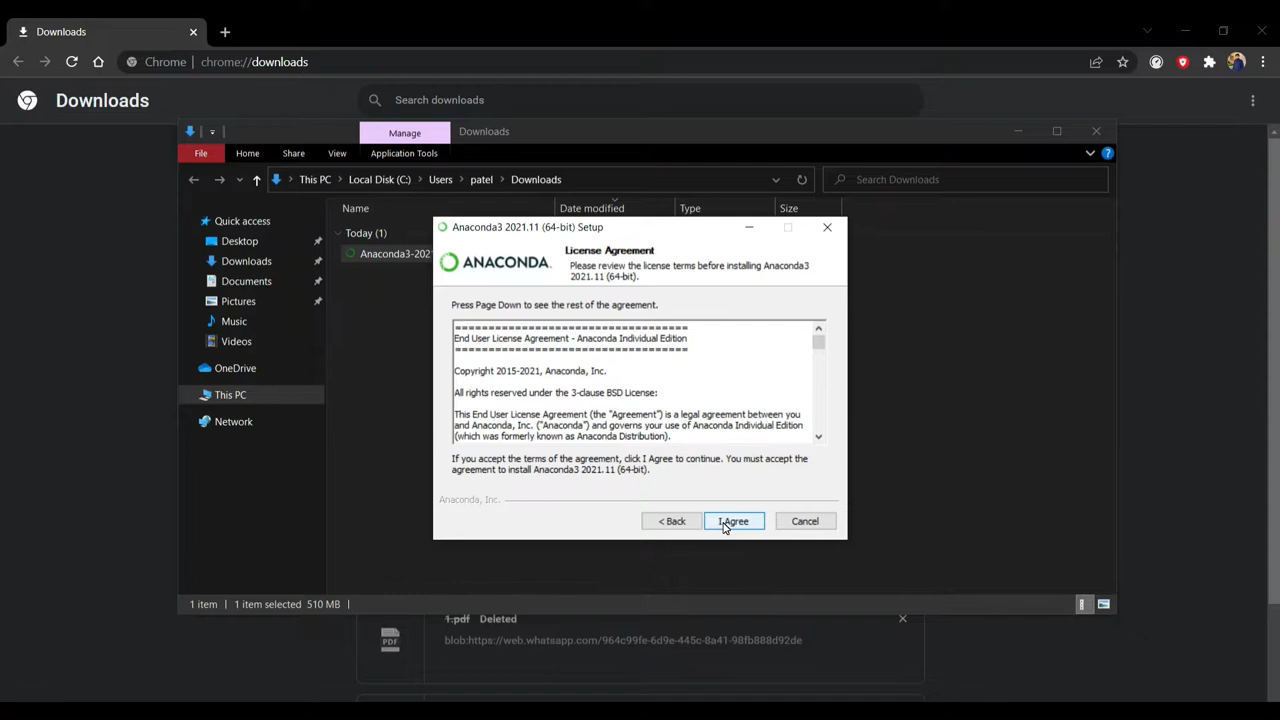 Downloads
Chrome | chrome://downloads
Downloads
Search downloads
Manage
Downloads
File
Home
Share
View
Application Tools
This PC
Local Disk (C:)
Users
patel
Downloads
Search Downloads
Name
Date modified
Type
Size
Quick access
Desktop
Downloads
Documents
Pictures
Music
Videos
OneDrive
This PC
Network
Today (1)
Anaconda3-202
Anaconda3 2021.11 (64-bit) Setup
ANACONDA.
License Agreement
Please review the license terms before installing Anaconda3
2021.11 (64-bit).
Press Page Down to see the rest of the agreement.
====================================
End User License Agreement - Anaconda Individual Edition
====================================
Copyright 2015-2021, Anaconda, Inc.
All rights reserved under the 3-clause BSD License:
This End User License Agreement (the "Agreement") is a legal agreement between you
and Anaconda, Inc. ("Anaconda") and governs your use of Anaconda Individual Edition
(which was formerly known as Anaconda Distribution).
If you accept the terms of the agreement, click I Agree to continue. You must accept the
agreement to install Anaconda3 2021.11 (64-bit).
Anaconda, Inc.
< Back
I Agree
Cancel
1 item
1 item selected 510 MB
1.pdf Deleted
PDF
blob:https://web.whatsapp.com/964c99fe-6d9e-445c-8a41-98fb888d92de